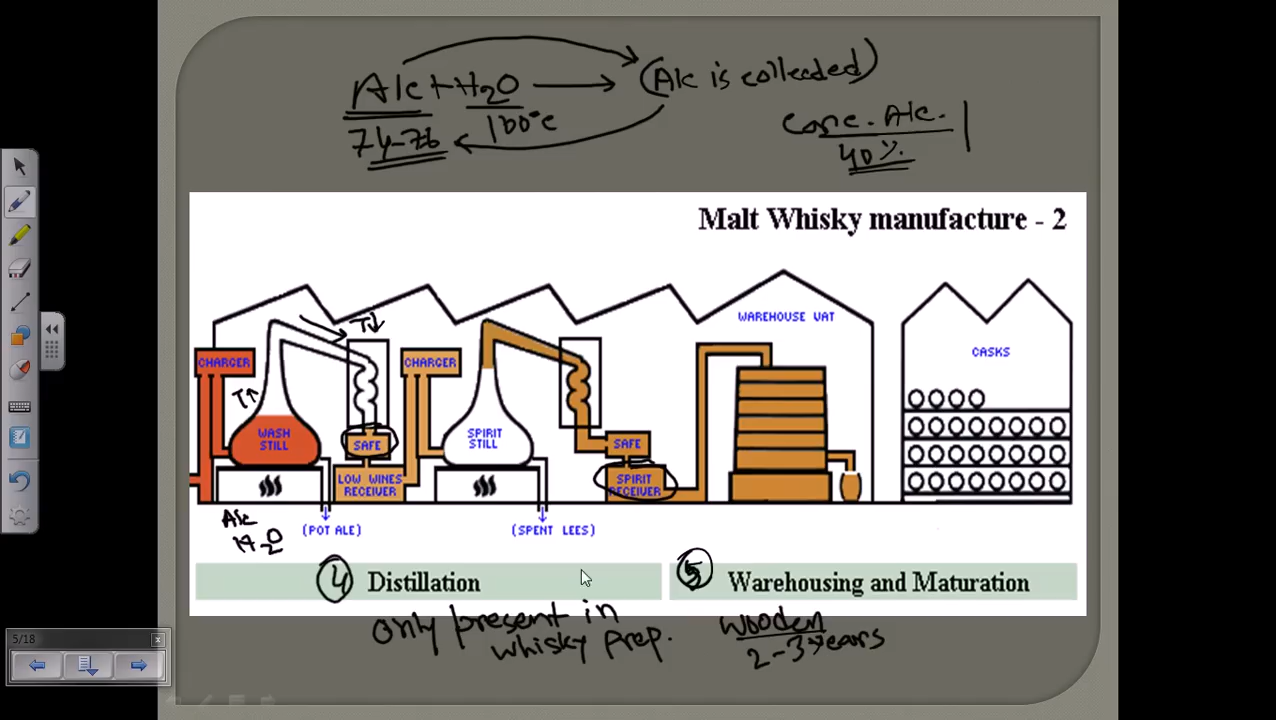 Alc + H2O → (Alc is collected)
74-76 100°c
conc. Alc.
40%
Malt Whisky manufacture - 2
WAREHOUSE VAT
CASKS
T↓
CHARGER
CHARGER
T↑
WASH
STILL
SAFE
SPIRIT
STILL
SAFE
LOW WINES
RECEIVER
SPIRIT
RECEIVER
Alc
H2O
(POT ALE)
(SPENT LEES)
4 Distillation
5 Warehousing and Maturation
only present in
whisky prep.
wooden
2-3 years
5/18